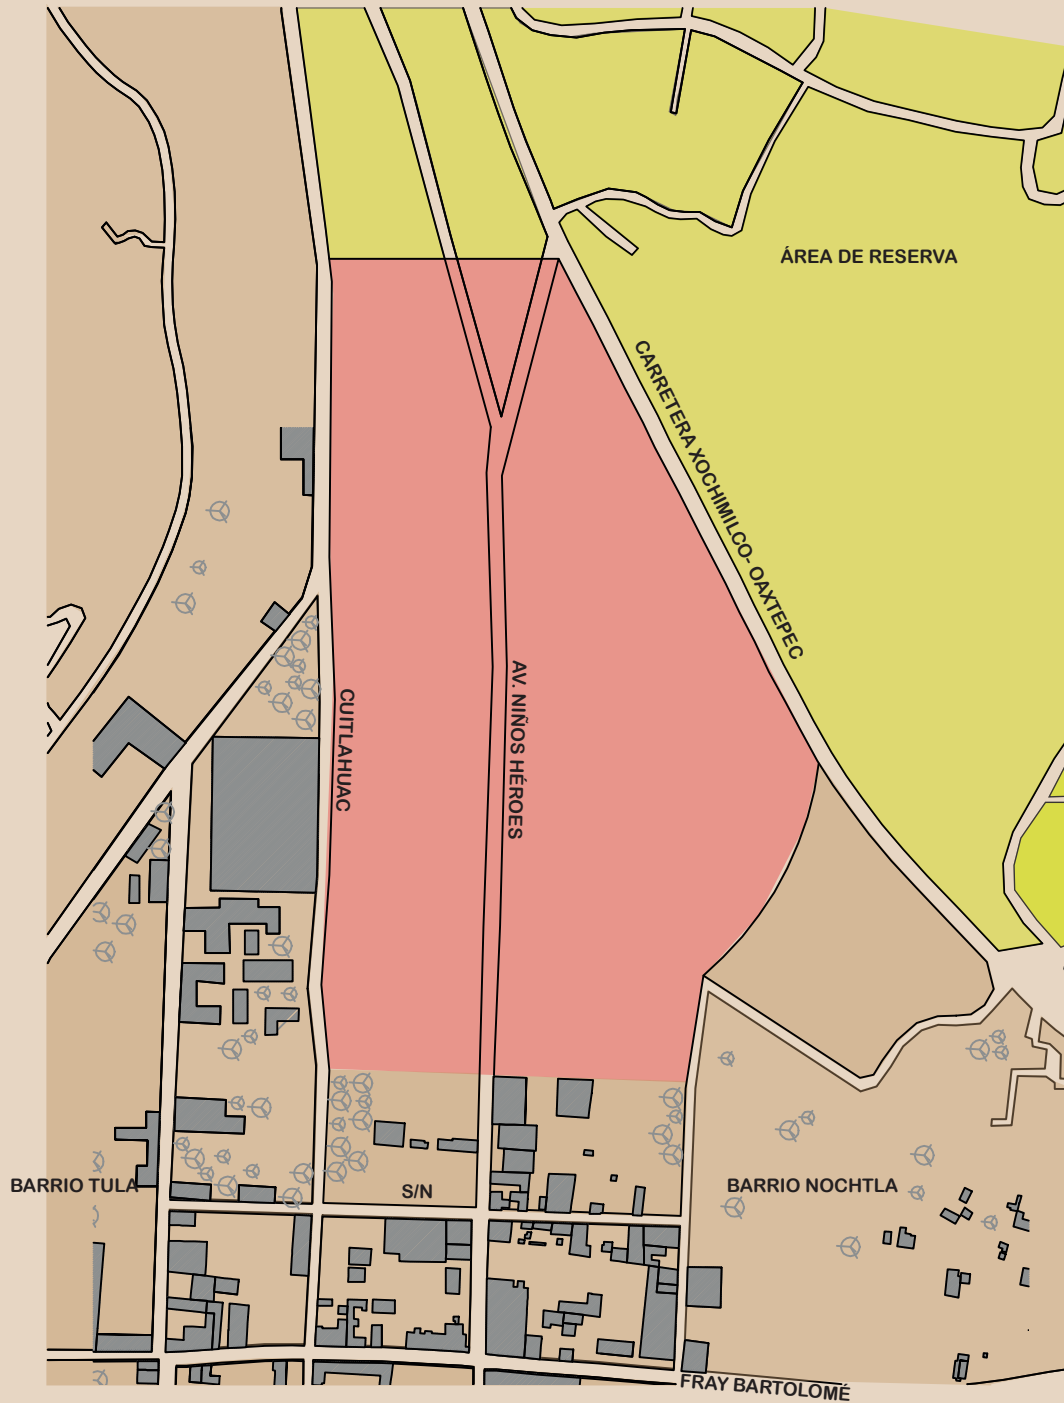 ÁREA DE RESERVA
CARRETERA XOCHIMILCO- OAXTEPEC
CUITLAHUAC
AV. NIÑOS HÉROES
BARRIO TULA
S/N
BARRIO NOCHTLA
FRAY BARTOLOMÉ